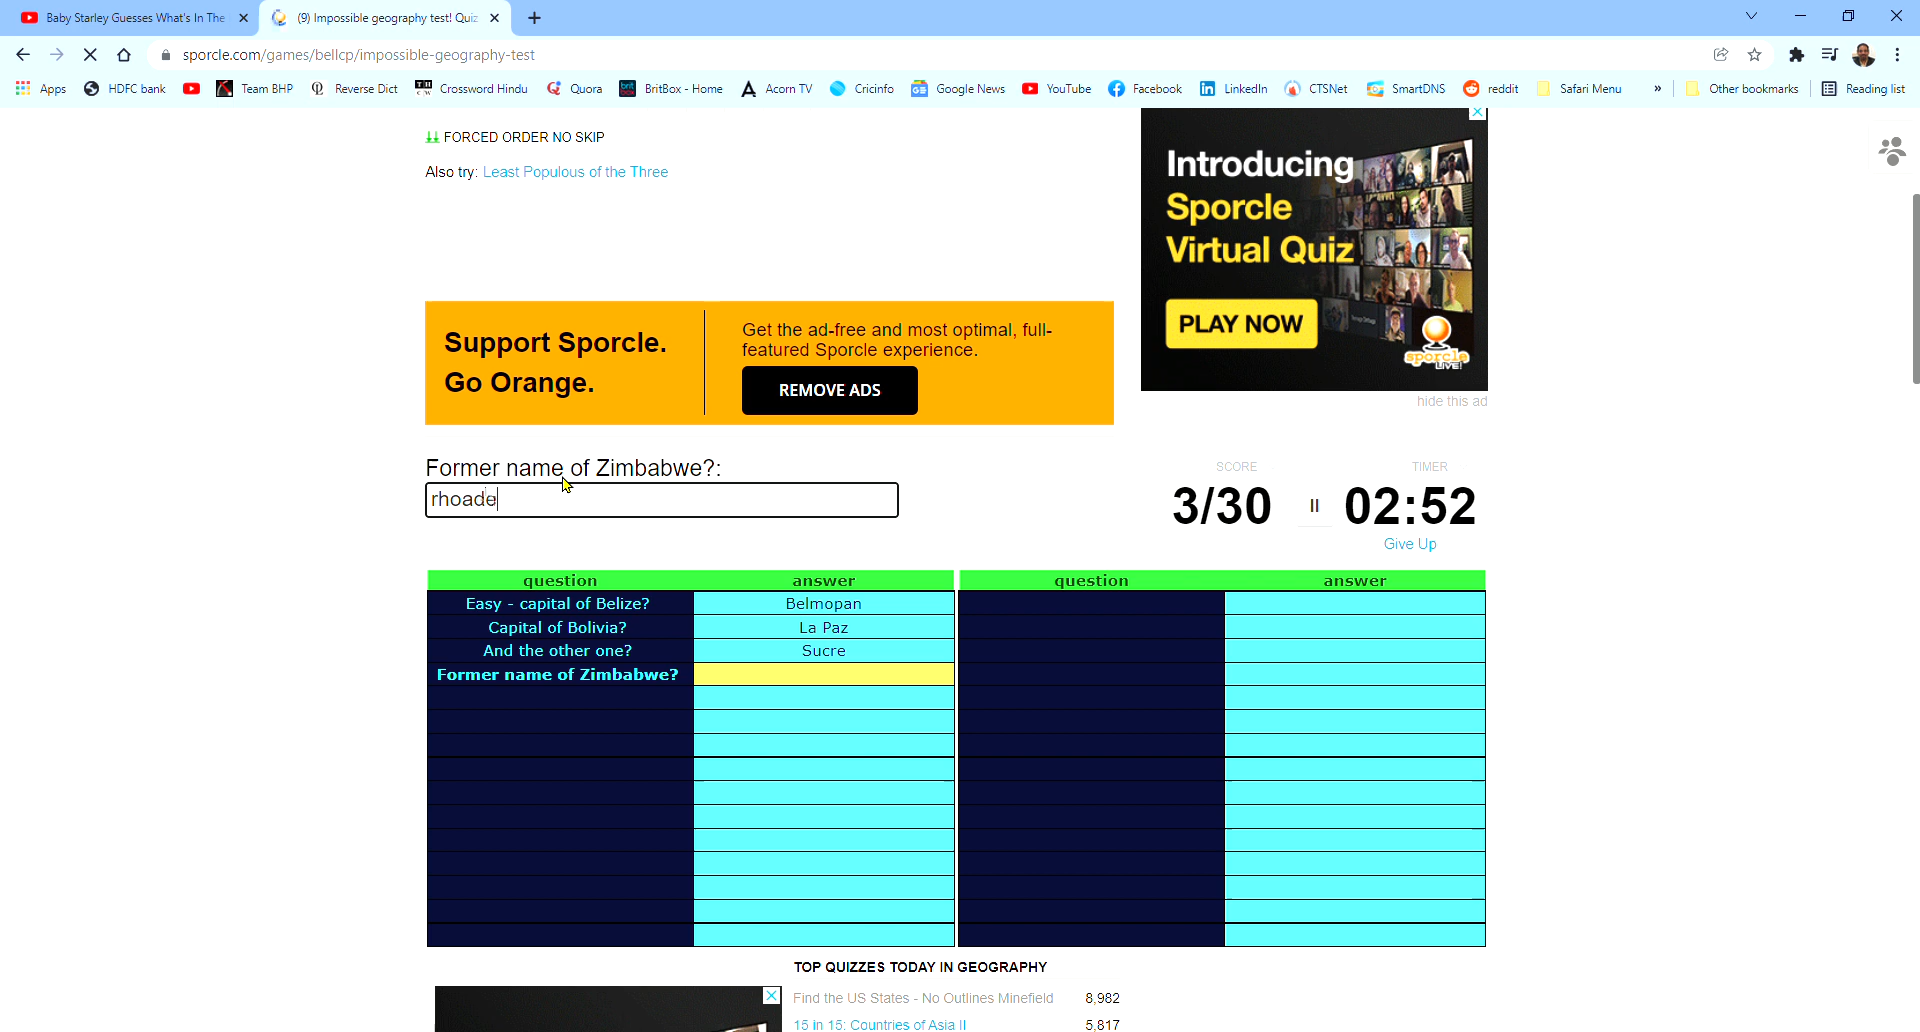 Baby Starley Guesses What's In The
(9) Impossible geography test! Quiz
sporcle.com/games/bellcp/impossible-geography-test
Apps
HDFC bank
Team BHP
Reverse Dict
Crossword Hindu
Quora
BritBox - Home
Acorn TV
Cricinfo
Google News
YouTube
Facebook
LinkedIn
CTSNet
SmartDNS
reddit
Safari Menu
»
Other bookmarks
Reading list
FORCED ORDER NO SKIP
Also try: Least Populous of the Three
Introducing
Sporcle
Virtual Quiz
PLAY NOW
sporcle
LIVE!
hide this ad
Support Sporcle.
Go Orange.
Get the ad-free and most optimal, full-
featured Sporcle experience.
REMOVE ADS
Former name of Zimbabwe?:
rhoade
SCORE
3/30
TIMER
02:52
Give Up
question answer question answer
Easy - capital of Belize? Belmopan
Capital of Bolivia? La Paz
And the other one? Sucre
Former name of Zimbabwe?
TOP QUIZZES TODAY IN GEOGRAPHY
Find the US States - No Outlines Minefield 8,982
15 in 15: Countries of Asia II 5,817